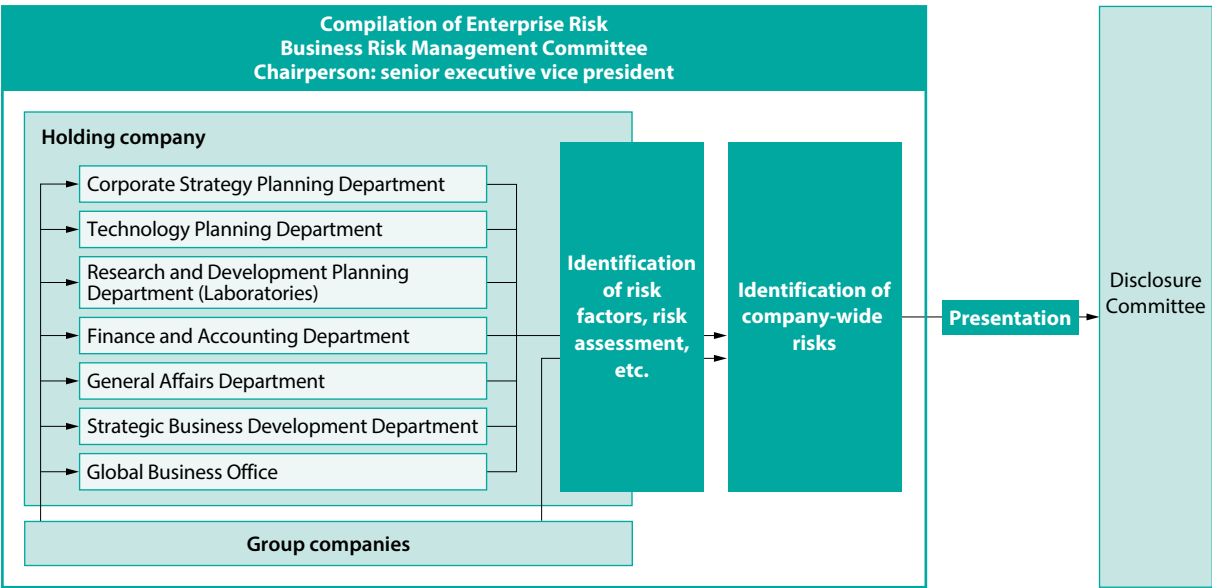 Compilation of Enterprise Risk
Business Risk Management Committee
Chairperson: senior executive vice president
Holding company
Corporate Strategy Planning Department
Technology Planning Department
Research and Development Planning
Department (Laboratories)
Finance and Accounting Department
General Affairs Department
Strategic Business Development Department
Global Business Office
Group companies
Identification
of risk
factors, risk
assessment,
etc.
Identification of
company-wide
risks
Presentation
Disclosure
Committee